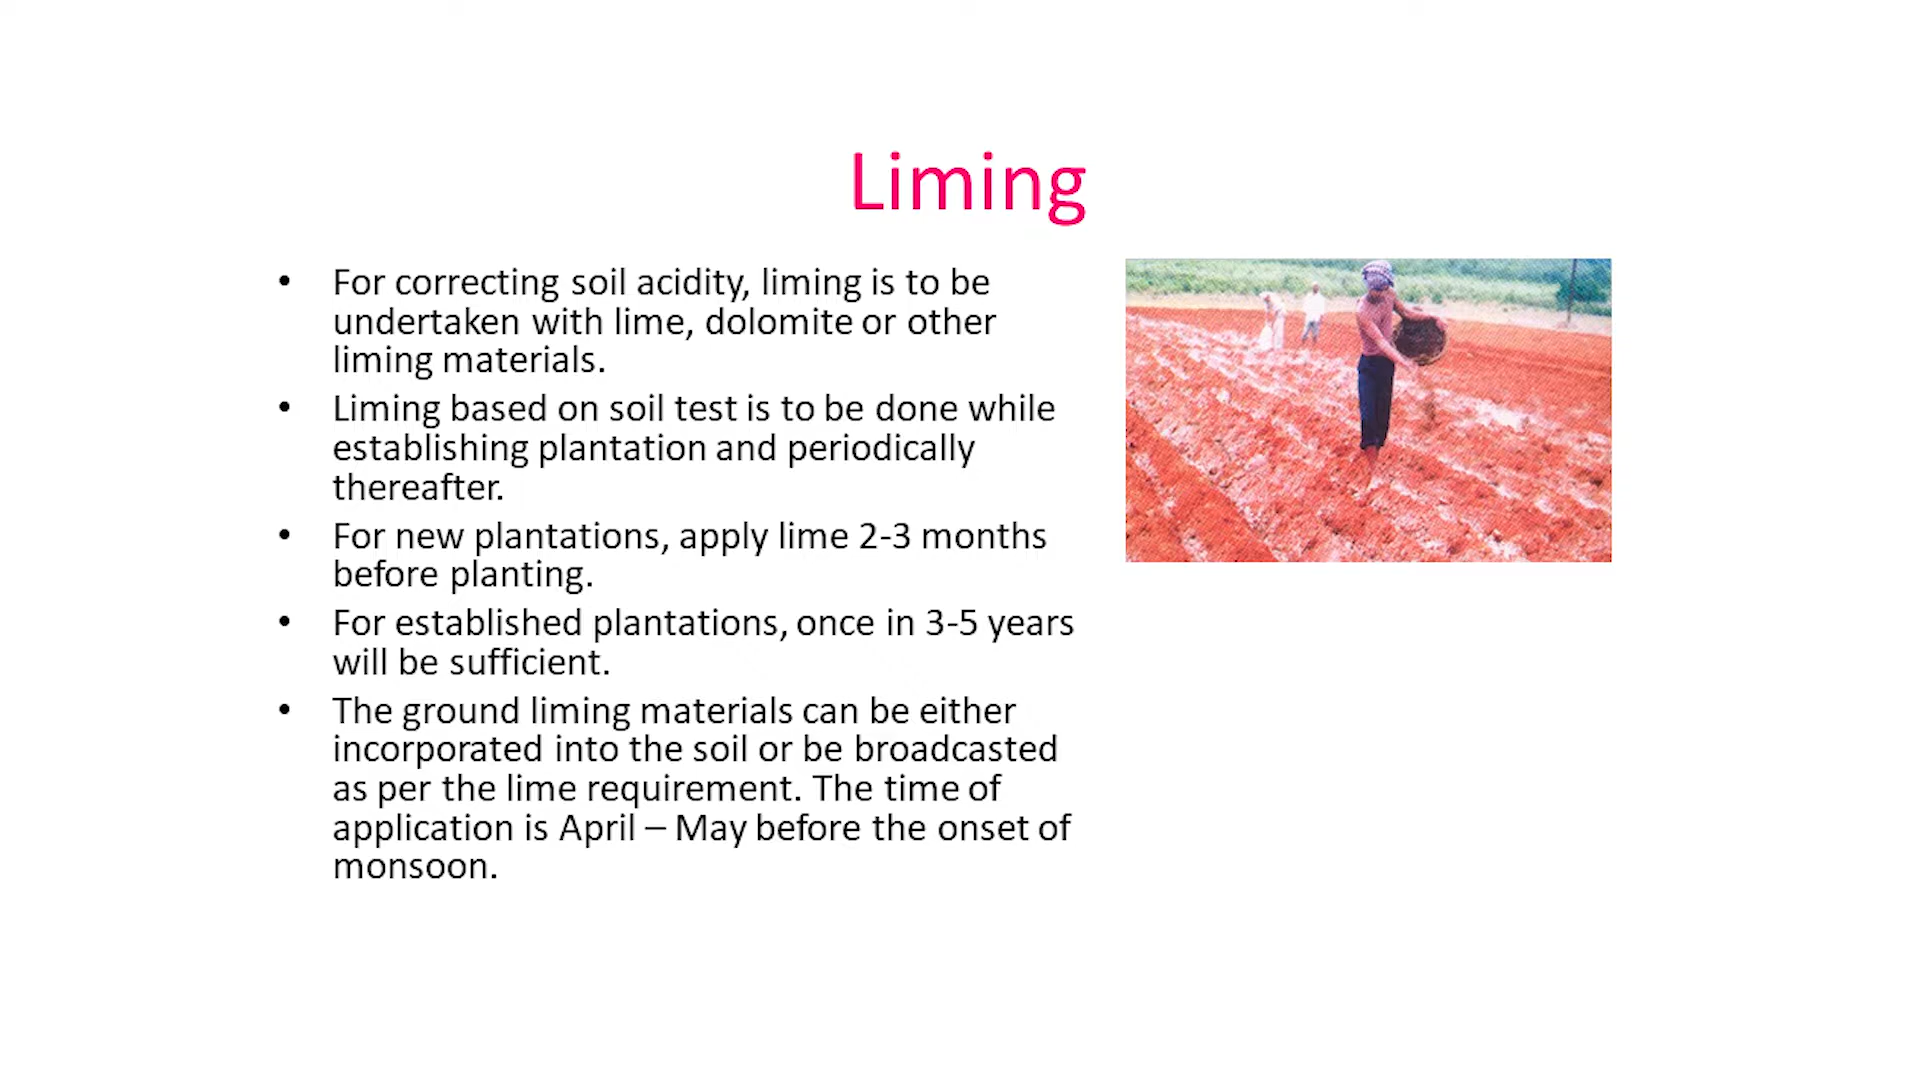 Liming
• For correcting soil acidity, liming is to be
undertaken with lime, dolomite or other
liming materials.
• Liming based on soil test is to be done while
establishing plantation and periodically
thereafter.
• For new plantations, apply lime 2-3 months
before planting.
• For established plantations, once in 3-5 years
will be sufficient.
• The ground liming materials can be either
incorporated into the soil or be broadcasted
as per the lime requirement. The time of
application is April – May before the onset of
monsoon.